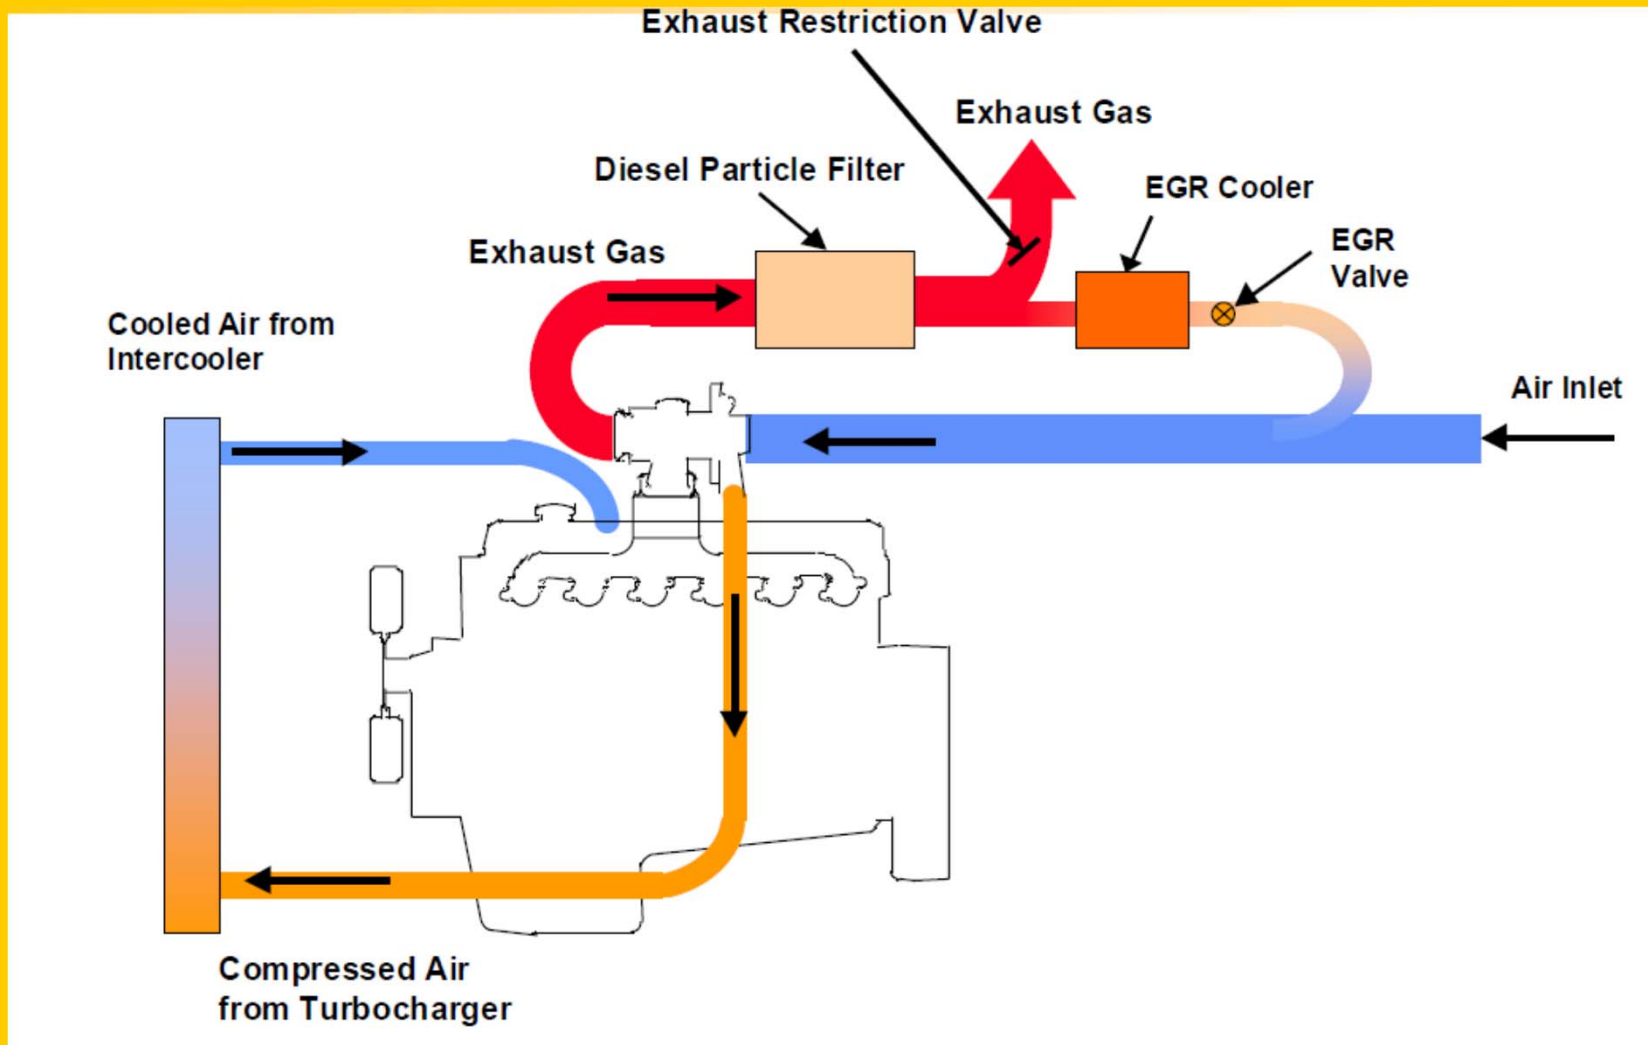 Exhaust Restriction Valve
Exhaust Gas
Diesel Particle Filter
EGR Cooler
EGR
Valve
Exhaust Gas
Cooled Air from
Intercooler
Air Inlet
Compressed Air
from Turbocharger